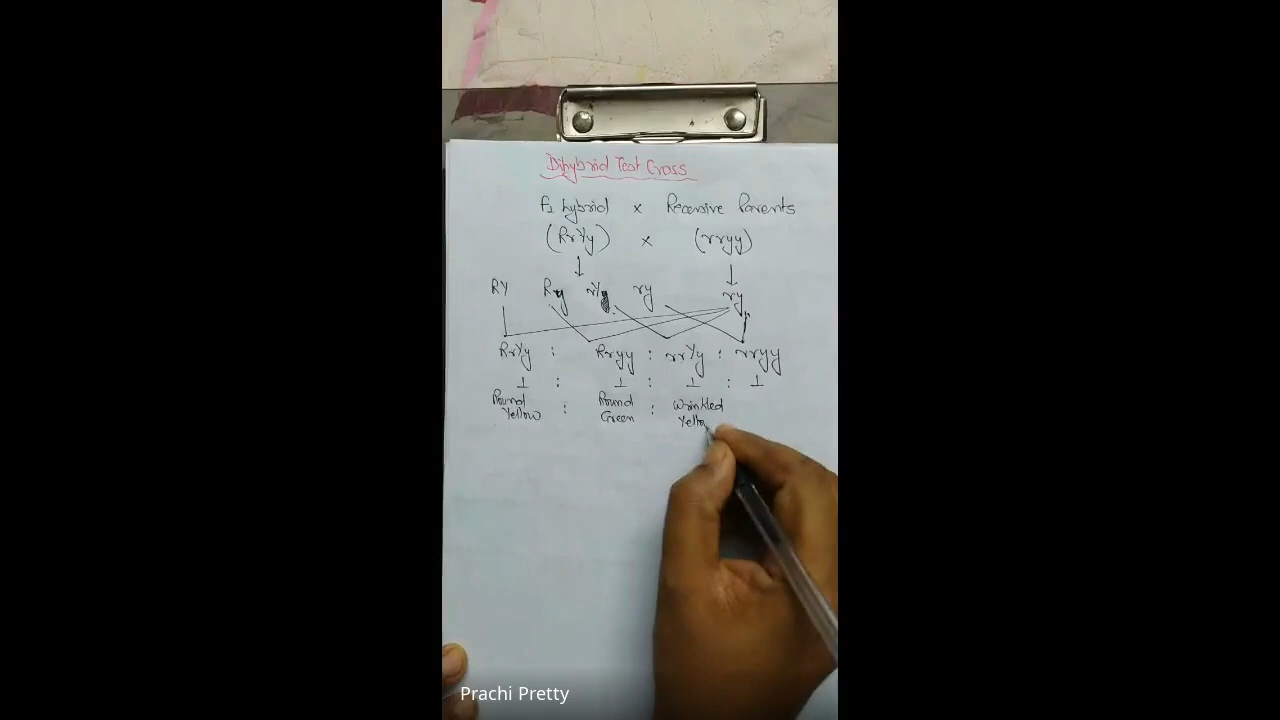 Dihybrid Test Cross
F1 hybrid x Recessive Parents
(RrYy) x (rryy)
RY Ry rY ry ry
RrYy : Rryy : rrYy : rryy
1 : 1 : 1 : 1
Round Yellow : Round Green : Wrinkled Yello
Prachi Pretty